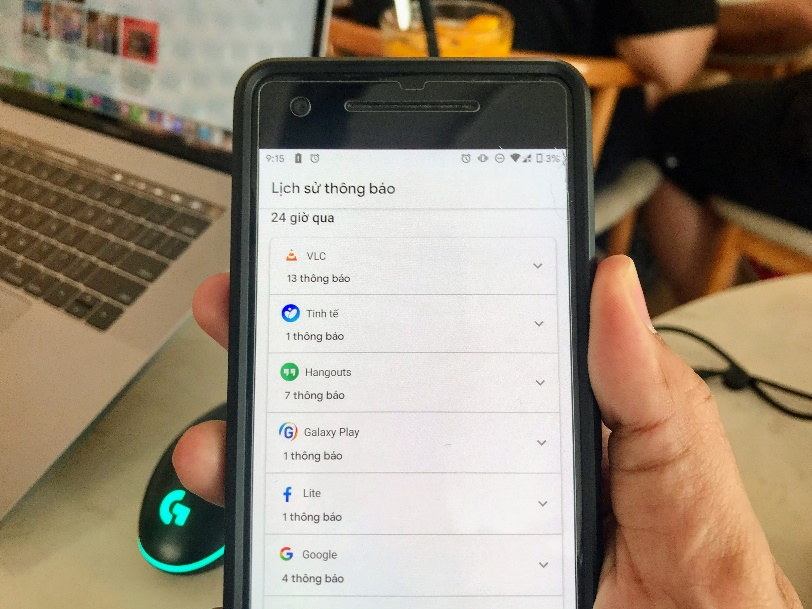 9:15 3%
Lịch sử thông báo
24 giờ qua
VLC
13 thông báo
Tinh tế
1 thông báo
Hangouts
7 thông báo
Galaxy Play
1 thông báo
Lite
1 thông báo
Google
4 thông báo